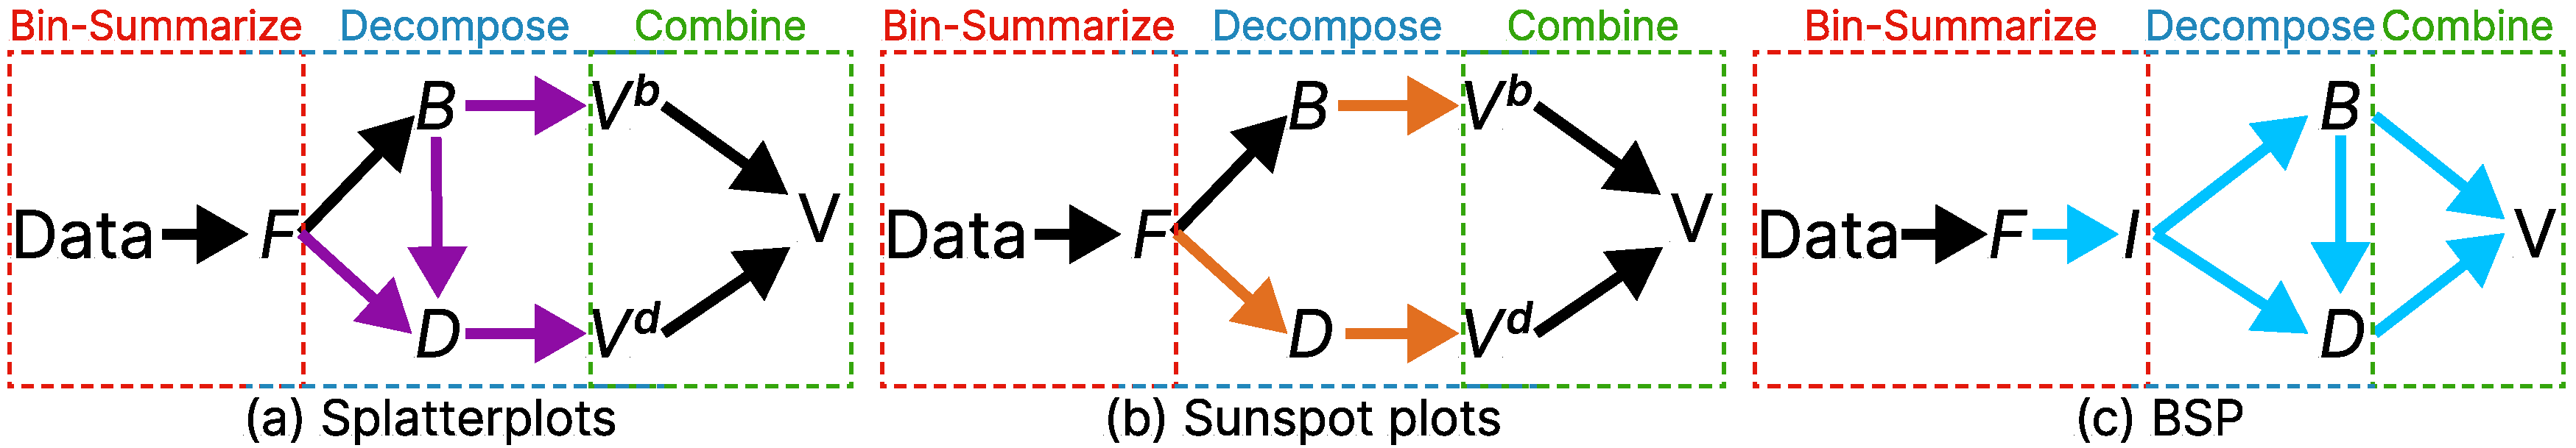 Bin-Summarize Decompose Combine Bin-Summarize Decompose Combine Bin-Summarize Decompose Combine
B V^b B V^b B
Data F V Data F V Data F I V
D V^d D V^d D
(a) Splatterplots (b) Sunspot plots (c) BSP